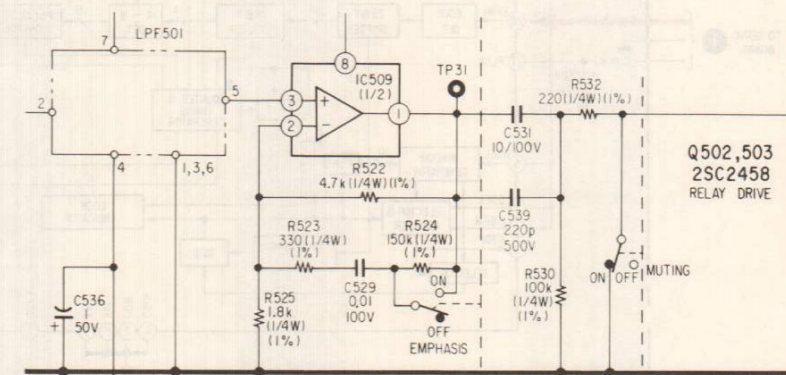 LPF501
7
2
5
4
1,3,6
8
IC509
(1/2)
3
+
2
−
1
TP31
C531
10/100V
R532
220(1/4W)(1%)
Q502,503
2SC2458
RELAY DRIVE
R522
4.7k(1/4W)(1%)
C539
220p
500V
R523
330(1/4W)
(1%)
R524
150k(1/4W)
(1%)
C529
0.01
100V
ON
OFF
EMPHASIS
R525
1.8k
(1/4W)
(1%)
R530
100k
(1/4W)
(1%)
ON OFF MUTING
C536
1
50V
+